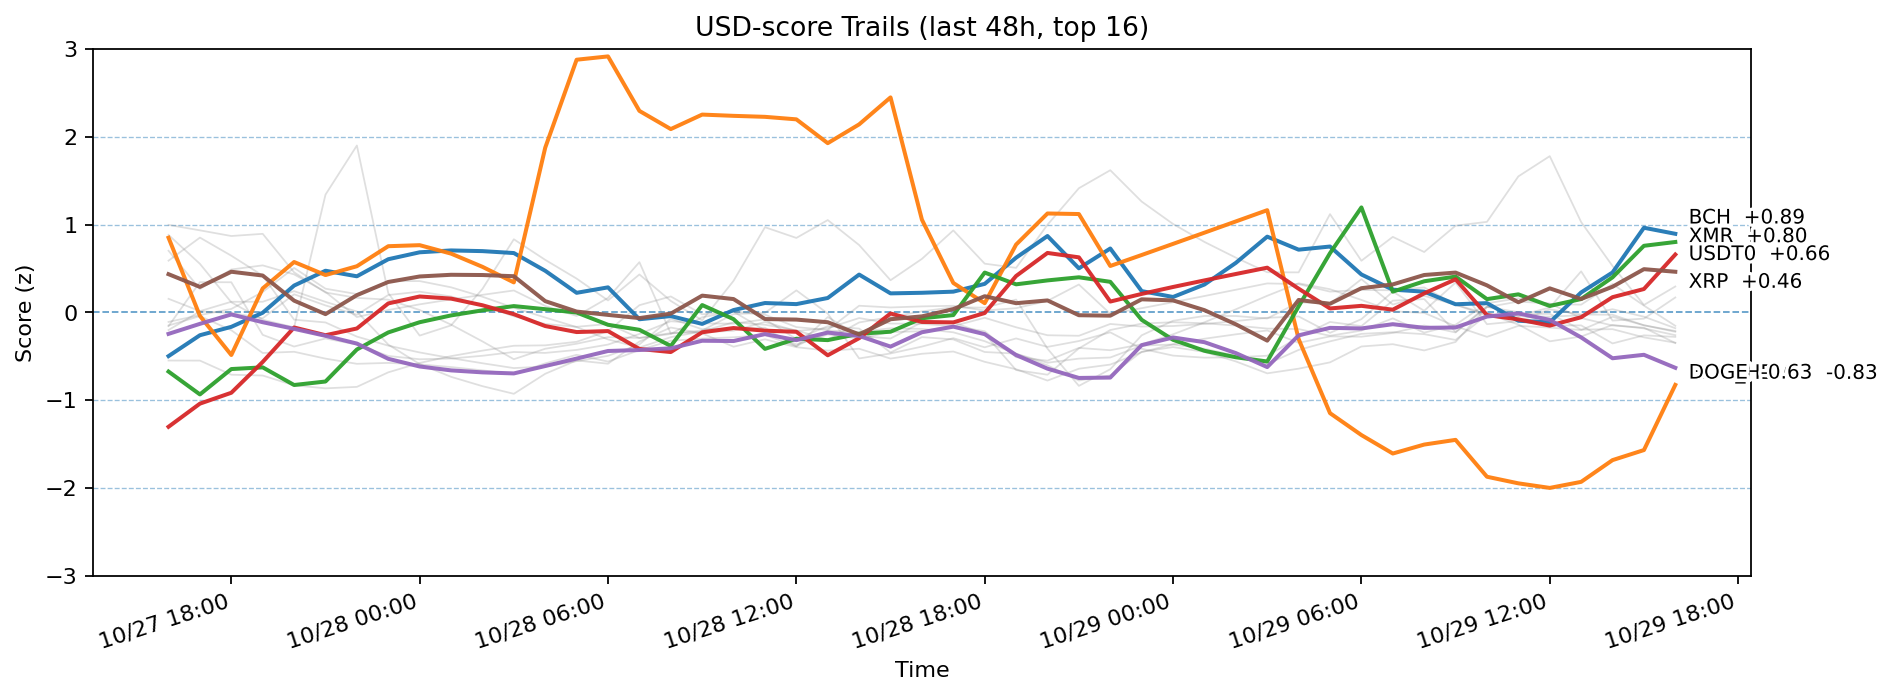 USD-score Trails (last 48h, top 16)
Score (z)
3
2
1
0
−1
−2
−3
BCH +0.89
XMR +0.80
USDT0 +0.66
XRP +0.46
DOGE -0.63
-0.83
10/27 18:00
10/28 00:00
10/28 06:00
10/28 12:00
10/28 18:00
10/29 00:00
10/29 06:00
10/29 12:00
10/29 18:00
Time